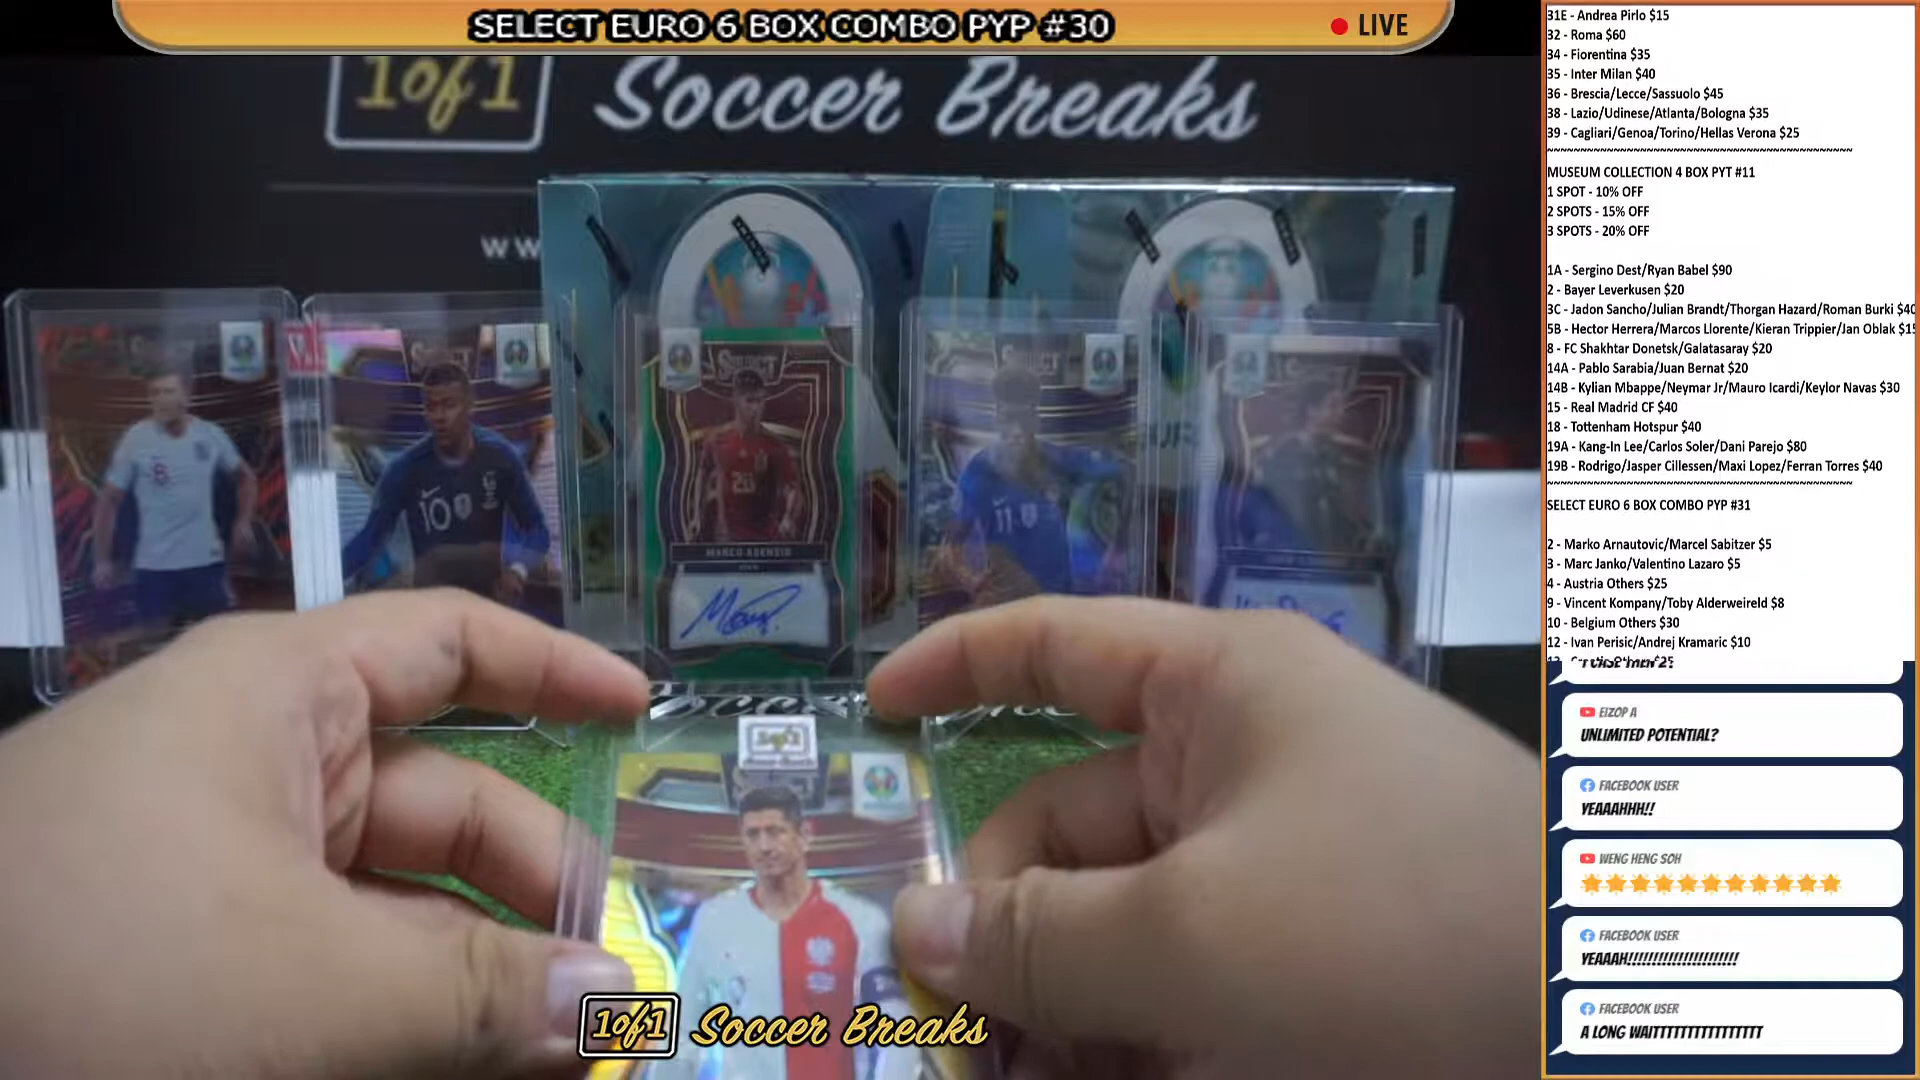 SELECT EURO 6 BOX COMBO PYP #30
LIVE
1of1 Soccer Breaks
SELECT
MARCO ASENSIO
1of1
1of1 Soccer Breaks
31E - Andrea Pirlo $15
32 - Roma $60
34 - Fiorentina $35
35 - Inter Milan $40
36 - Brescia/Lecce/Sassuolo $45
38 - Lazio/Udinese/Atlanta/Bologna $35
39 - Cagliari/Genoa/Torino/Hellas Verona $25
~~~~~~~~~~~~~~~~~~~~~~~~~~~~~~~~~~~~~~~~~~~~~~
MUSEUM COLLECTION 4 BOX PYT #11
1 SPOT - 10% OFF
2 SPOTS - 15% OFF
3 SPOTS - 20% OFF
1A - Sergino Dest/Ryan Babel $90
2 - Bayer Leverkusen $20
3C - Jadon Sancho/Julian Brandt/Thorgan Hazard/Roman Burki $40
5B - Hector Herrera/Marcos Llorente/Kieran Trippier/Jan Oblak $15
8 - FC Shakhtar Donetsk/Galatasaray $20
14A - Pablo Sarabia/Juan Bernat $20
14B - Kylian Mbappe/Neymar Jr/Mauro Icardi/Keylor Navas $30
15 - Real Madrid CF $40
18 - Tottenham Hotspur $40
19A - Kang-In Lee/Carlos Soler/Dani Parejo $80
19B - Rodrigo/Jasper Cillessen/Maxi Lopez/Ferran Torres $40
~~~~~~~~~~~~~~~~~~~~~~~~~~~~~~~~~~~~~~~~~~~~~~
SELECT EURO 6 BOX COMBO PYP #31
2 - Marko Arnautovic/Marcel Sabitzer $5
3 - Marc Janko/Valentino Lazaro $5
4 - Austria Others $25
9 - Vincent Kompany/Toby Alderweireld $8
10 - Belgium Others $30
12 - Ivan Perisic/Andrej Kramaric $10
EIZOP A
UNLIMITED POTENTIAL?
FACEBOOK USER
YEAAAHHH!!
WENG HENG SOH
FACEBOOK USER
YEAAAH!!!!!!!!!!!!!!!!!!!!!!
FACEBOOK USER
A LONG WAITTTTTTTTTTTTTTTT